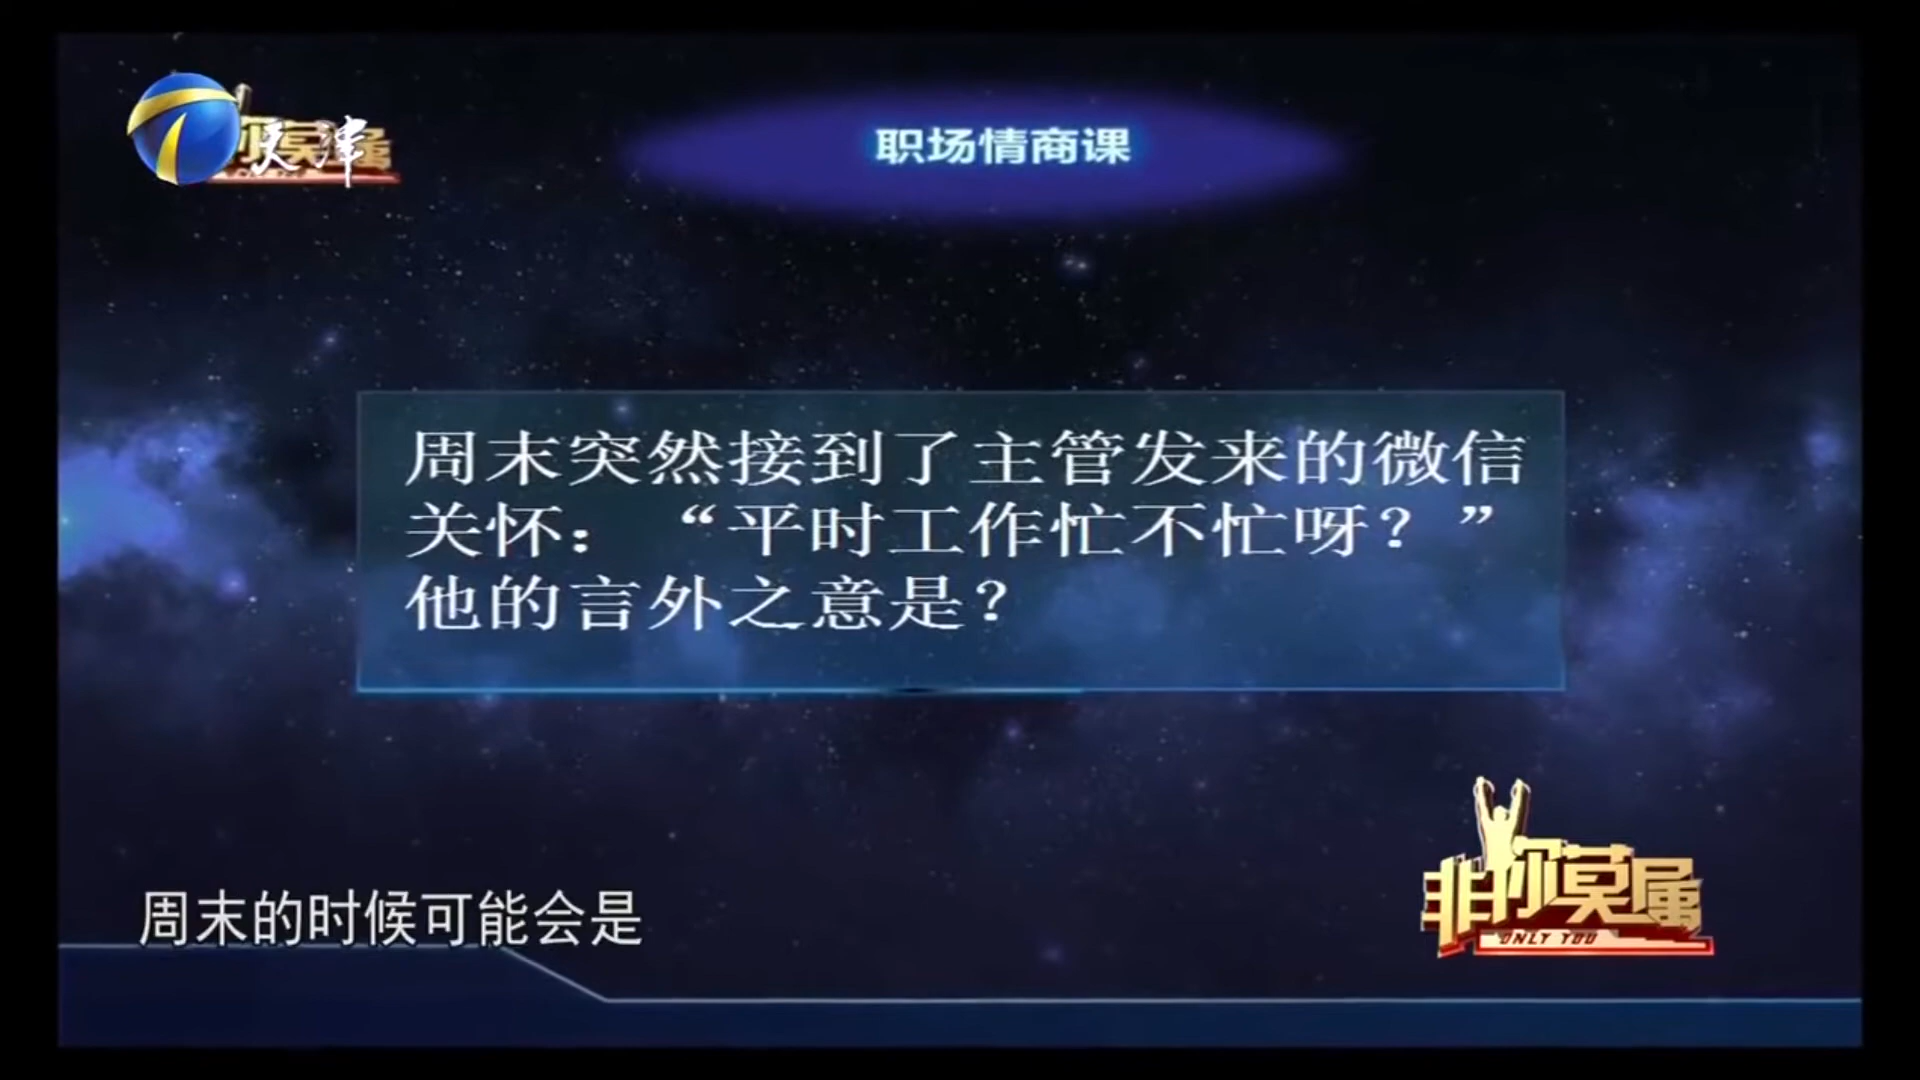 天津
职场情商课
周末突然接到了主管发来的微信
关怀：“平时工作忙不忙呀？”
他的言外之意是？
非你莫属
ONLY YOU
周末的时候可能会是